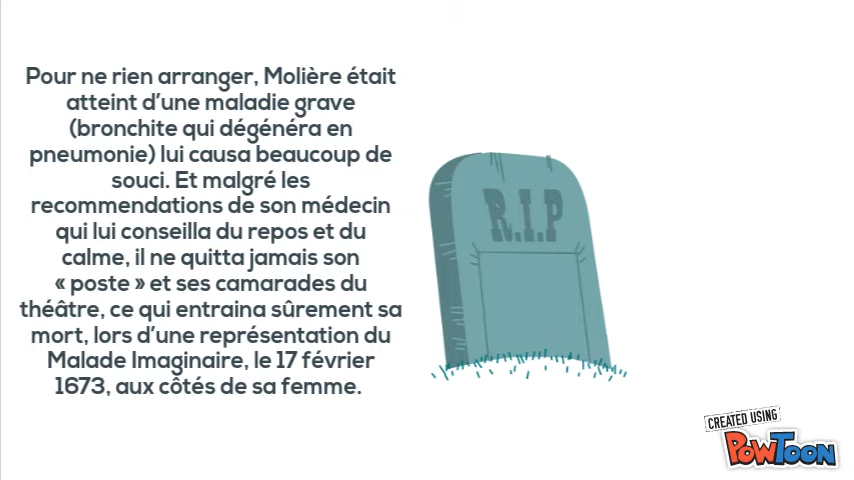 Pour ne rien arranger, Molière était
atteint d'une maladie grave
(bronchite qui dégénéra en
pneumonie) lui causa beaucoup de
souci. Et malgré les
recommendations de son médecin
qui lui conseilla du repos et du
calme, il ne quitta jamais son
« poste » et ses camarades du
théâtre, ce qui entraina sûrement sa
mort, lors d'une représentation du
Malade Imaginaire, le 17 février
1673, aux côtés de sa femme.
R.I.P
CREATED USING
POWTOON